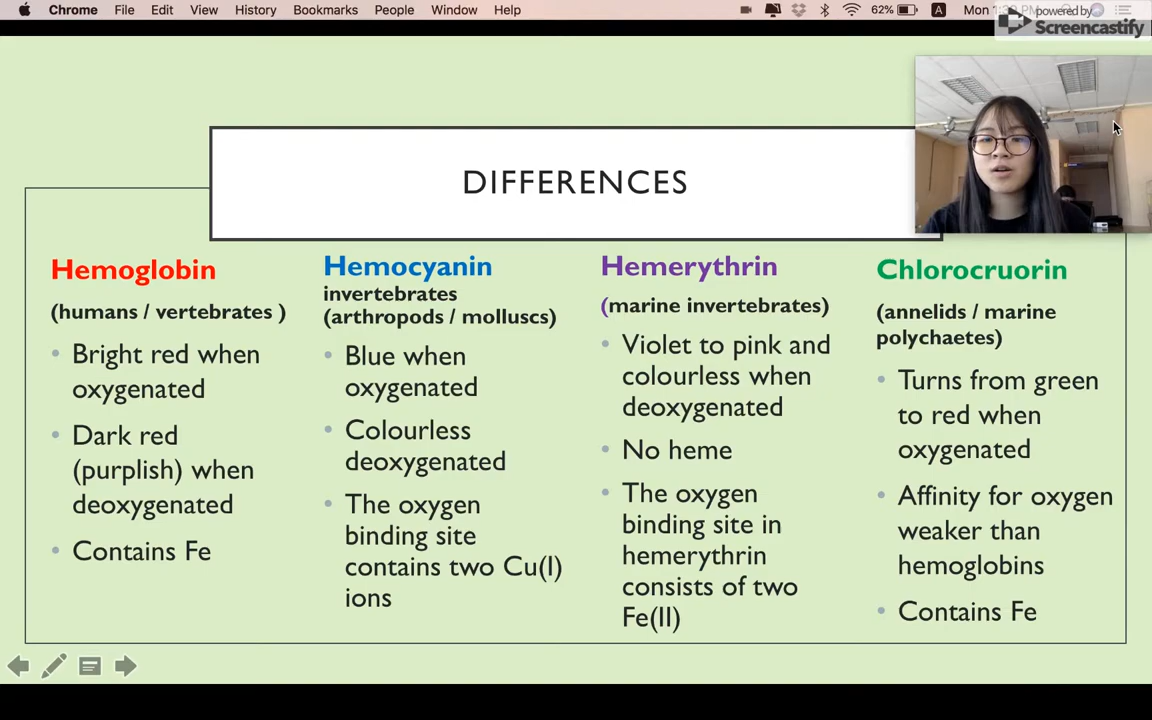 Chrome File Edit View History Bookmarks People Window Help 62% A Mon
powered by
Screencastify
DIFFERENCES
Hemoglobin
(humans / vertebrates )
Bright red when
oxygenated
Dark red
(purplish) when
deoxygenated
Contains Fe
Hemocyanin
invertebrates
(arthropods / molluscs)
Blue when
oxygenated
Colourless
deoxygenated
The oxygen
binding site
contains two Cu(I)
ions
Hemerythrin
(marine invertebrates)
Violet to pink and
colourless when
deoxygenated
No heme
The oxygen
binding site in
hemerythrin
consists of two
Fe(II)
Chlorocruorin
(annelids / marine
polychaetes)
Turns from green
to red when
oxygenated
Affinity for oxygen
weaker than
hemoglobins
Contains Fe